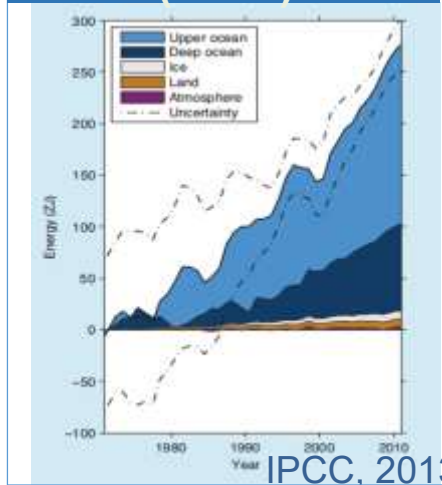 300
250
200
150
100
50
0
−50
−100
Energy (ZJ)
Upper ocean
Deep ocean
Ice
Land
Atmosphere
Uncertainty
1980
1990
2000
2010
Year
IPCC, 2013